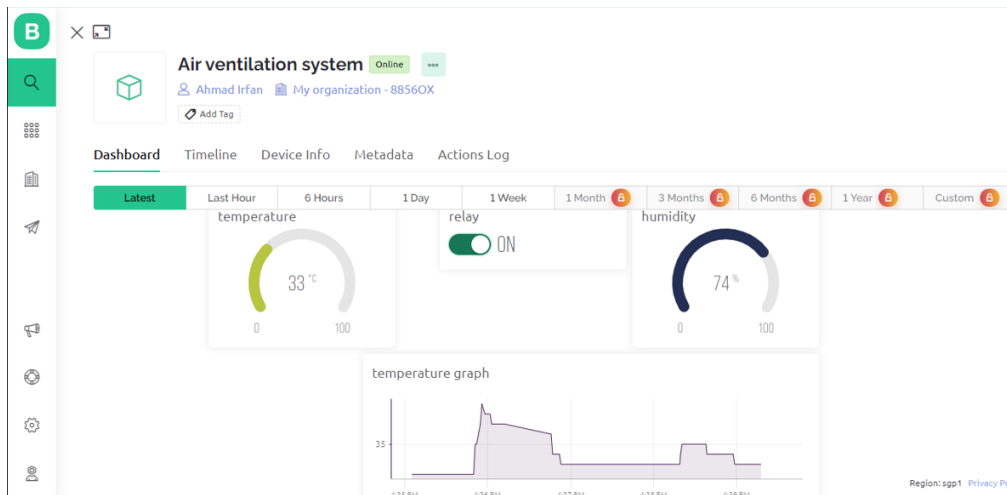 B
Air ventilation system Online ...
Ahmad Irfan My organization - 8856OX
Add Tag
Dashboard Timeline Device Info Metadata Actions Log
Latest Last Hour 6 Hours 1 Day 1 Week 1 Month 3 Months 6 Months 1 Year Custom
temperature relay humidity
ON
33 °C 74 %
0 100 0 100
temperature graph
35
Region: sgp1 Privacy